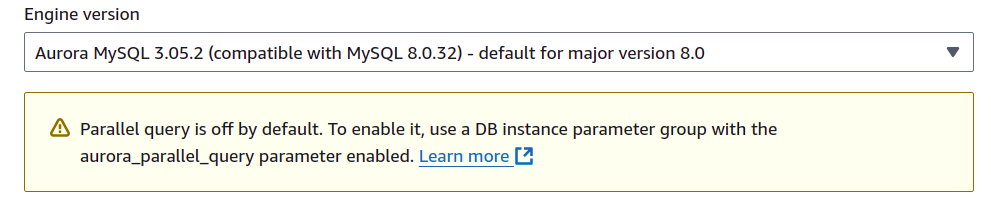 Engine version
Aurora MySQL 3.05.2 (compatible with MySQL 8.0.32) - default for major version 8.0
Parallel query is off by default. To enable it, use a DB instance parameter group with the
aurora_parallel_query parameter enabled. Learn more